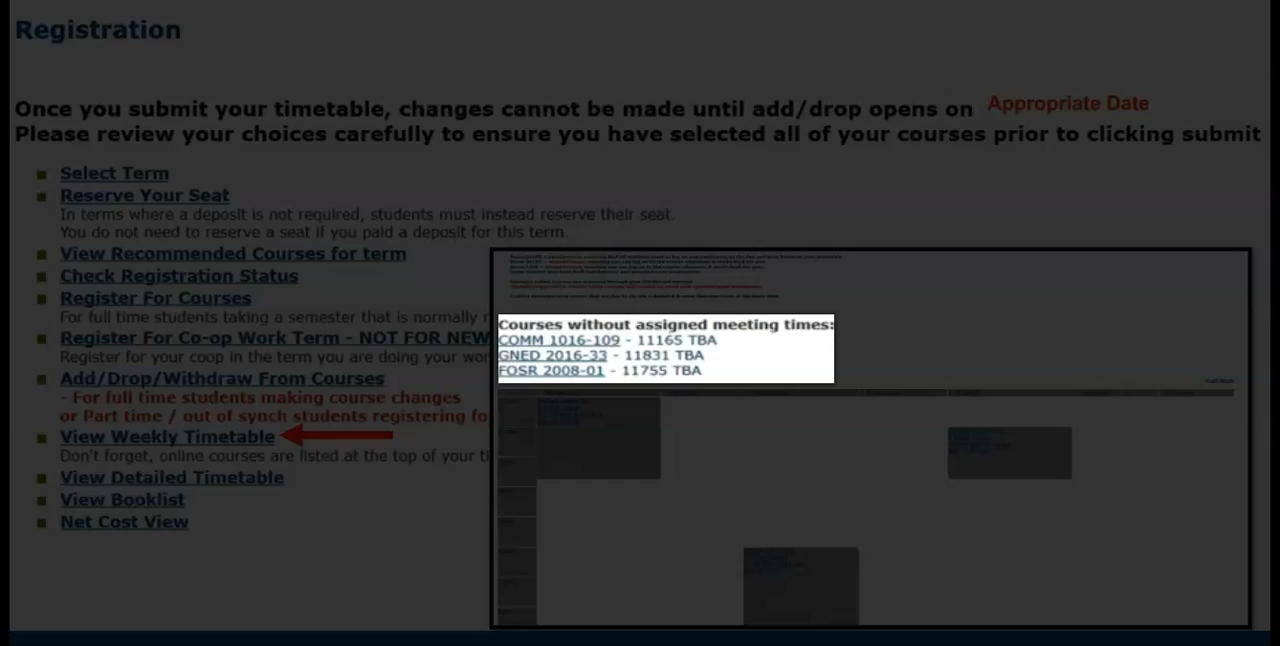 Registration
Once you submit your timetable, changes cannot be made until add/drop opens on Appropriate Date
Please review your choices carefully to ensure you have selected all of your courses prior to clicking submit
Select Term
Reserve Your Seat
In terms where a deposit is not required, students must instead reserve their seat.
You do not need to reserve a seat if you paid a deposit for this term.
View Recommended Courses for term
Check Registration Status
Register For Courses
For full time students taking a semester that is normally r
Register For Co-op Work Term - NOT FOR NEW
Register for your coop in the term you are doing your wor
Add/Drop/Withdraw From Courses
- For full time students making course changes
or Part time / out of synch students registering fo
View Weekly Timetable
Don't forget, online courses are listed at the top of your ti
View Detailed Timetable
View Booklist
Net Cost View
Courses without assigned meeting times:
COMM 1016-109 - 11165 TBA
GNED 2016-33 - 11831 TBA
FOSR 2008-01 - 11755 TBA